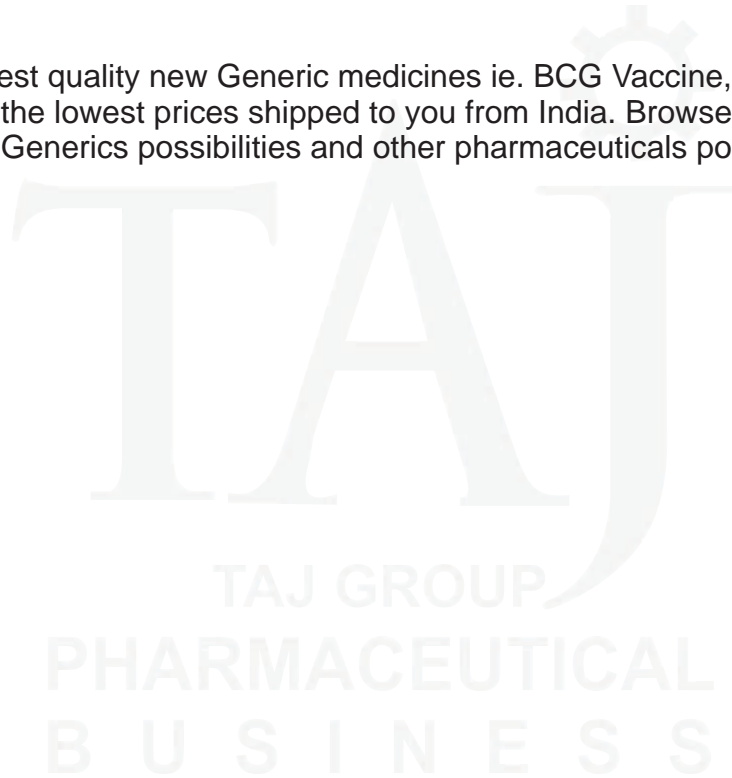 est quality new Generic medicines ie. BCG Vaccine,
the lowest prices shipped to you from India. Browse
Generics possibilities and other pharmaceuticals po
TAJ
TAJ GROUP
PHARMACEUTICAL
BUSINESS